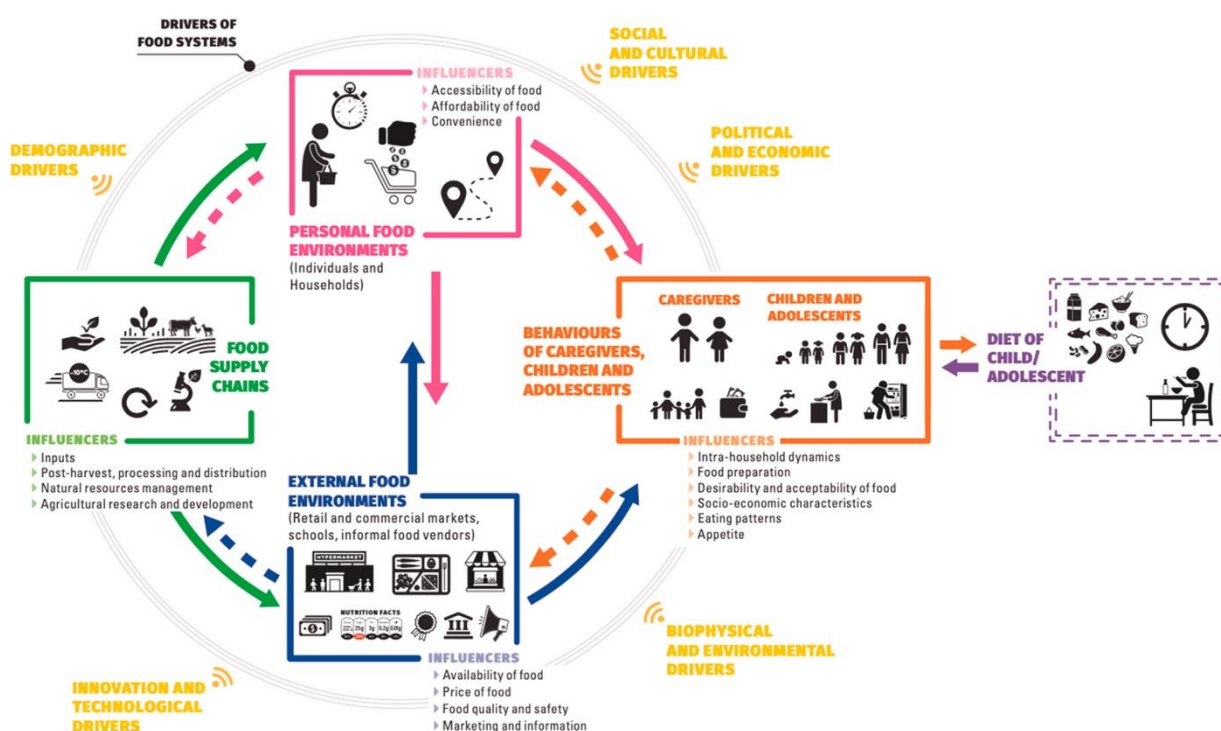 DRIVERS OF
FOOD SYSTEMS
SOCIAL
AND CULTURAL
DRIVERS
POLITICAL
AND ECONOMIC
DRIVERS
DEMOGRAPHIC
DRIVERS
INFLUENCERS
Accessibility of food
Affordability of food
Convenience
PERSONAL FOOD
ENVIRONMENTS
(Individuals and
Households)
-10°C
FOOD
SUPPLY
CHAINS
INFLUENCERS
Inputs
Post-harvest, processing and distribution
Natural resources management
Agricultural research and development
BEHAVIOURS
OF CAREGIVERS,
CHILDREN AND
ADOLESCENTS
CAREGIVERS
CHILDREN AND
ADOLESCENTS
INFLUENCERS
Intra-household dynamics
Food preparation
Desirability and acceptability of food
Socio-economic characteristics
Eating patterns
Appetite
DIET OF
CHILD/
ADOLESCENT
EXTERNAL FOOD
ENVIRONMENTS
(Retail and commercial markets,
schools, informal food vendors)
HYPERMARKET
NUTRITION FACTS
25g 3g 0.2g
INFLUENCERS
Availability of food
Price of food
Food quality and safety
Marketing and information
BIOPHYSICAL
AND ENVIRONMENTAL
DRIVERS
INNOVATION AND
TECHNOLOGICAL
DRIVERS